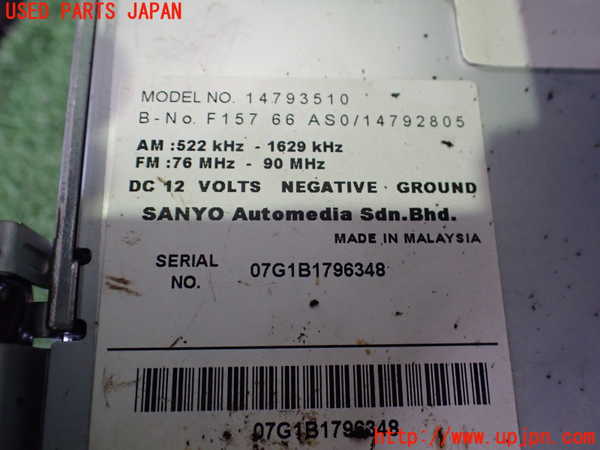 USED PARTS JAPAN
MODEL NO. 14793510
B-No. F157 66 AS0/14792805
AM :522 kHz - 1629 kHz
FM :76 MHz - 90 MHz
DC 12 VOLTS NEGATIVE · GROUND
SANYO Automedia Sdn.Bhd.
MADE IN MALAYSIA
SERIAL NO. 07G1B1796348
07G1B1796348
http://www.upjpn.com/